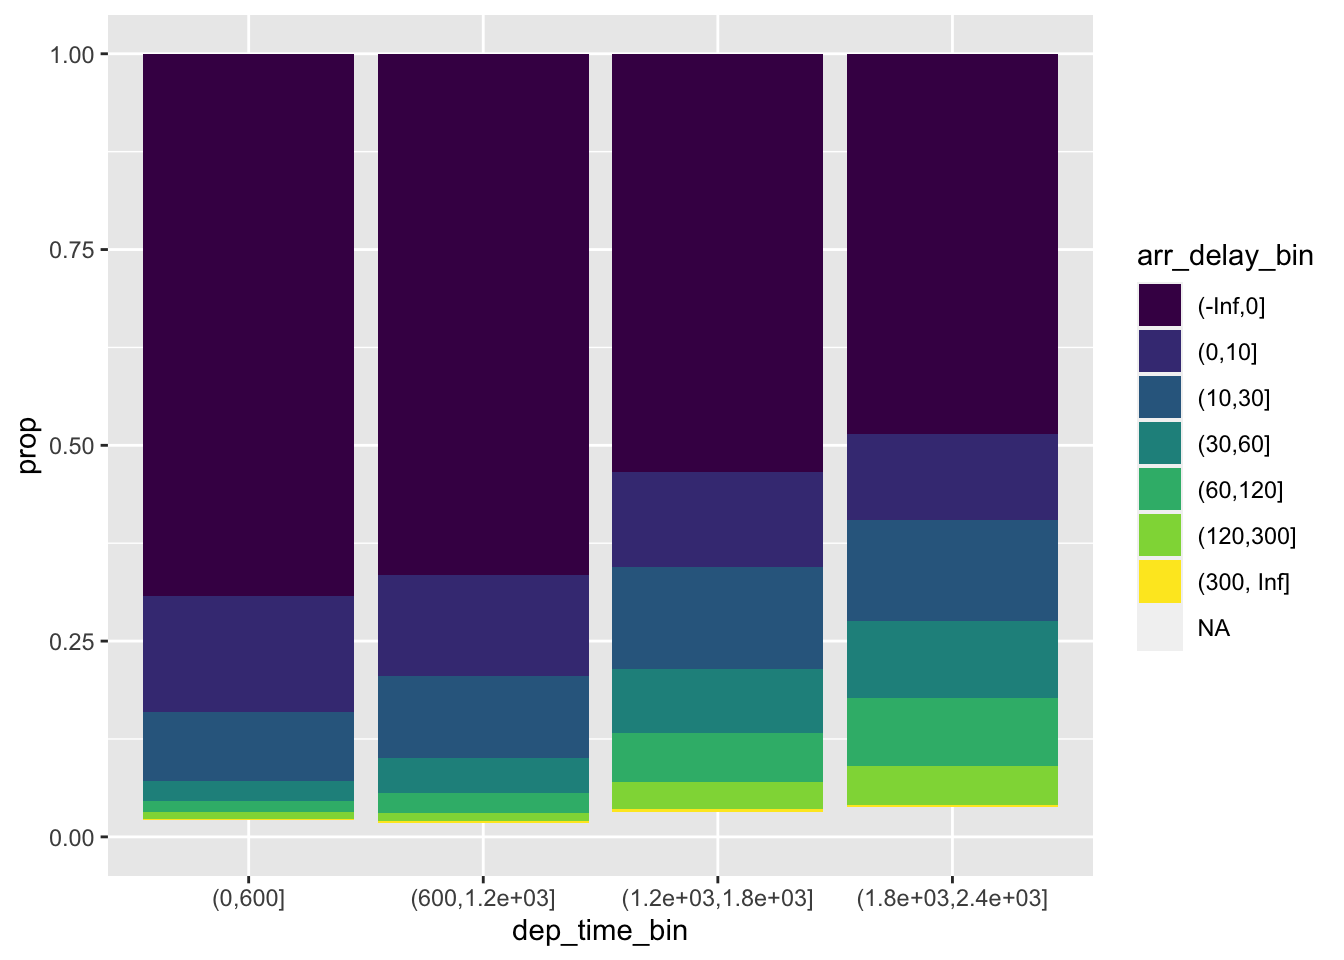 1.00
0.75
0.50
0.25
0.00
prop
(0,600]
(600,1.2e+03]
(1.2e+03,1.8e+03]
(1.8e+03,2.4e+03]
dep_time_bin
arr_delay_bin
(-Inf,0]
(0,10]
(10,30]
(30,60]
(60,120]
(120,300]
(300, Inf]
NA